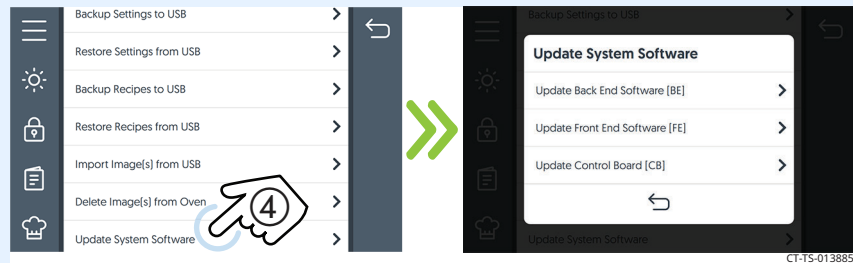 Backup Settings to USB
Restore Settings from USB
Backup Recipes to USB
Restore Recipes from USB
Import Image(s) from USB
Delete Image(s) from Oven
Update System Software
4
Backup Settings to USB
Update System Software
Update Back End Software [BE]
Update Front End Software [FE]
Update Control Board [CB]
Update System Software
CT-TS-013885